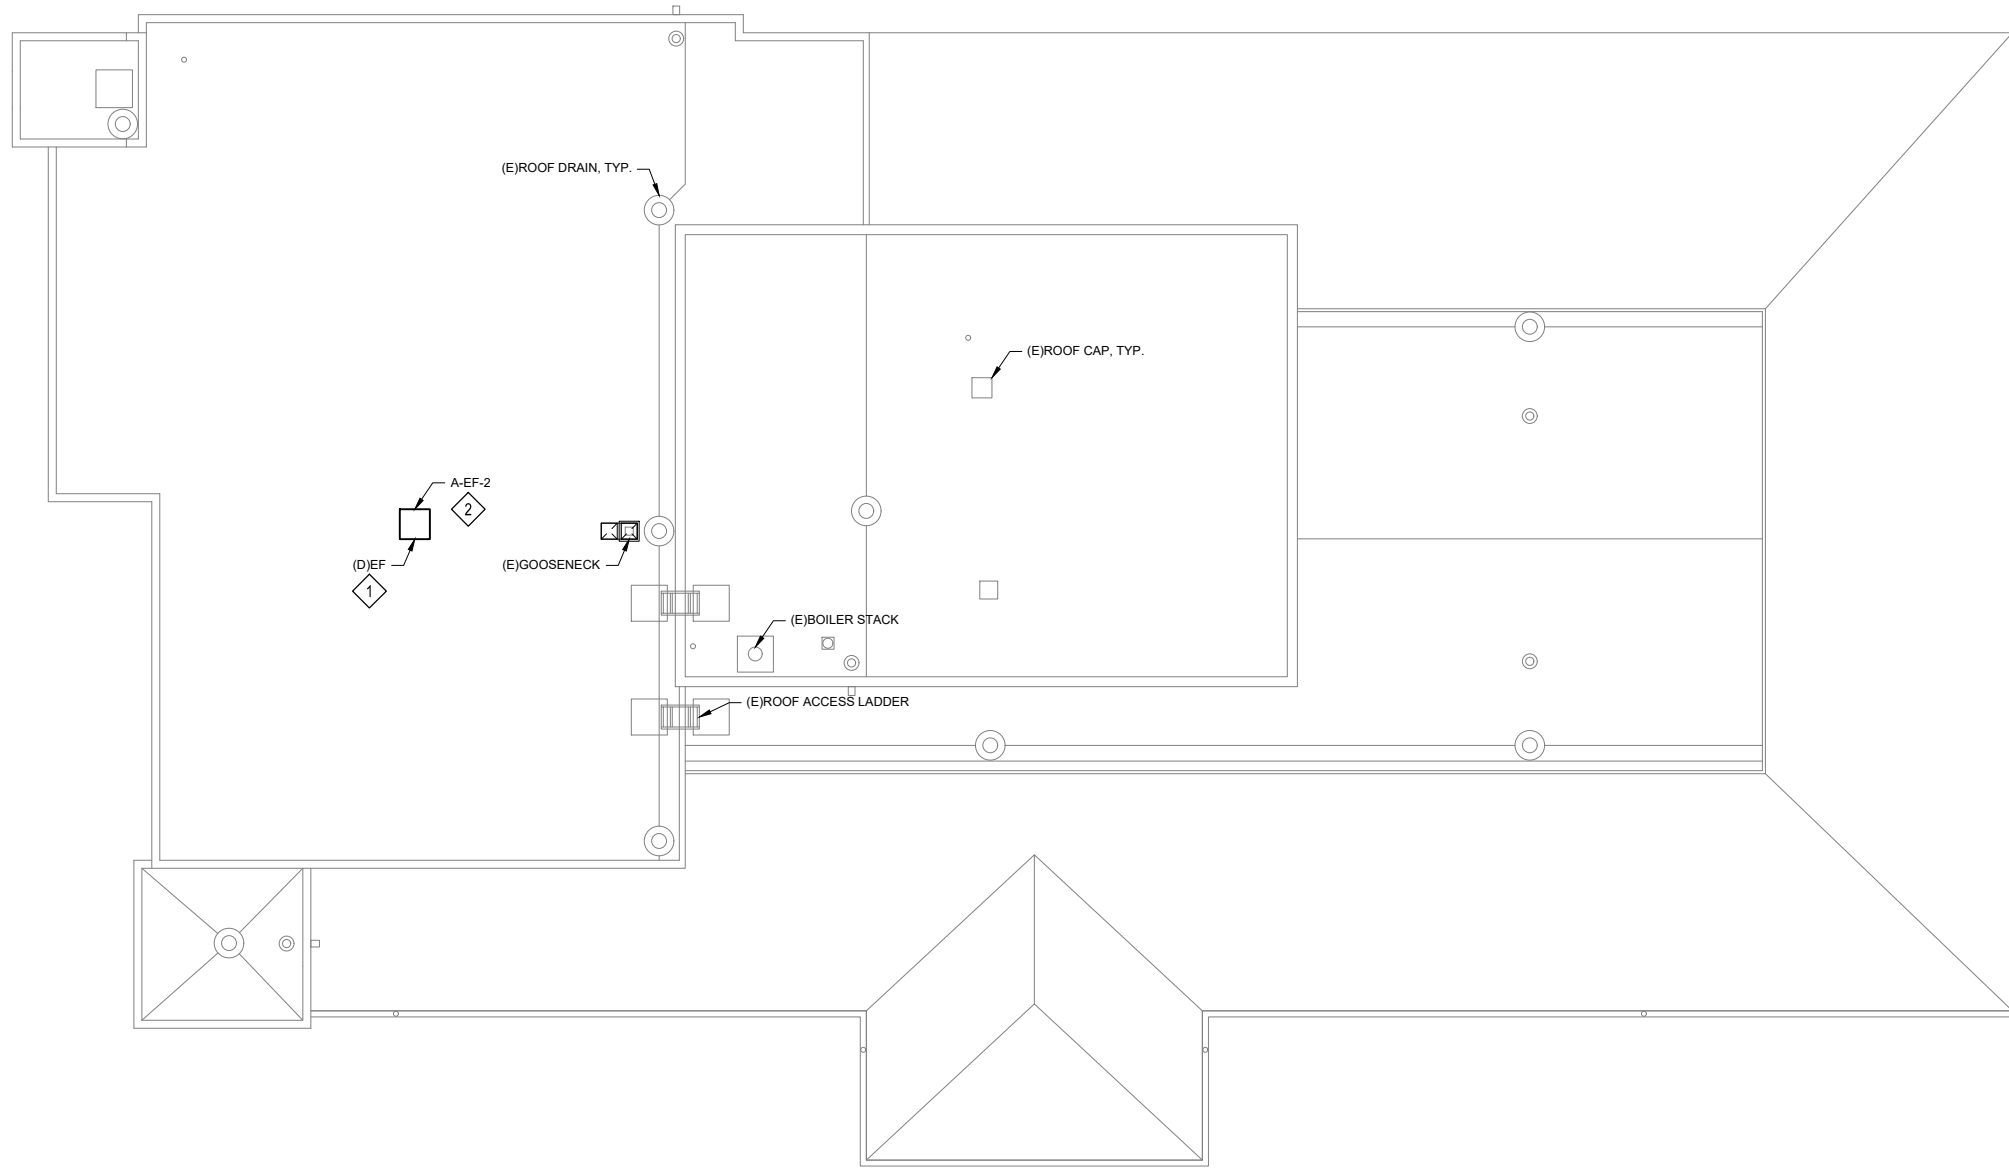 (E)ROOF DRAIN, TYP.
(E)ROOF CAP, TYP.
A-EF-2
2
(D)EF
1
(E)GOOSENECK
(E)BOILER STACK
(E)ROOF ACCESS LADDER